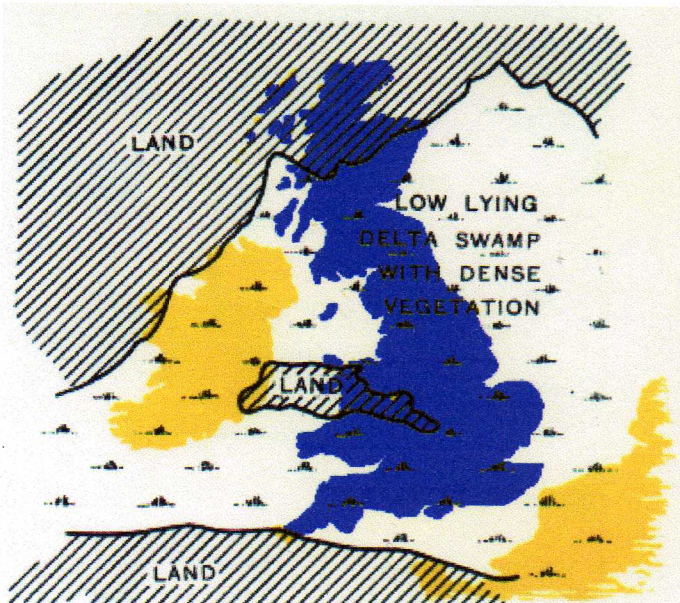 LAND
LOW LYING
DELTA SWAMP
WITH DENSE
VEGETATION
LAND
LAND